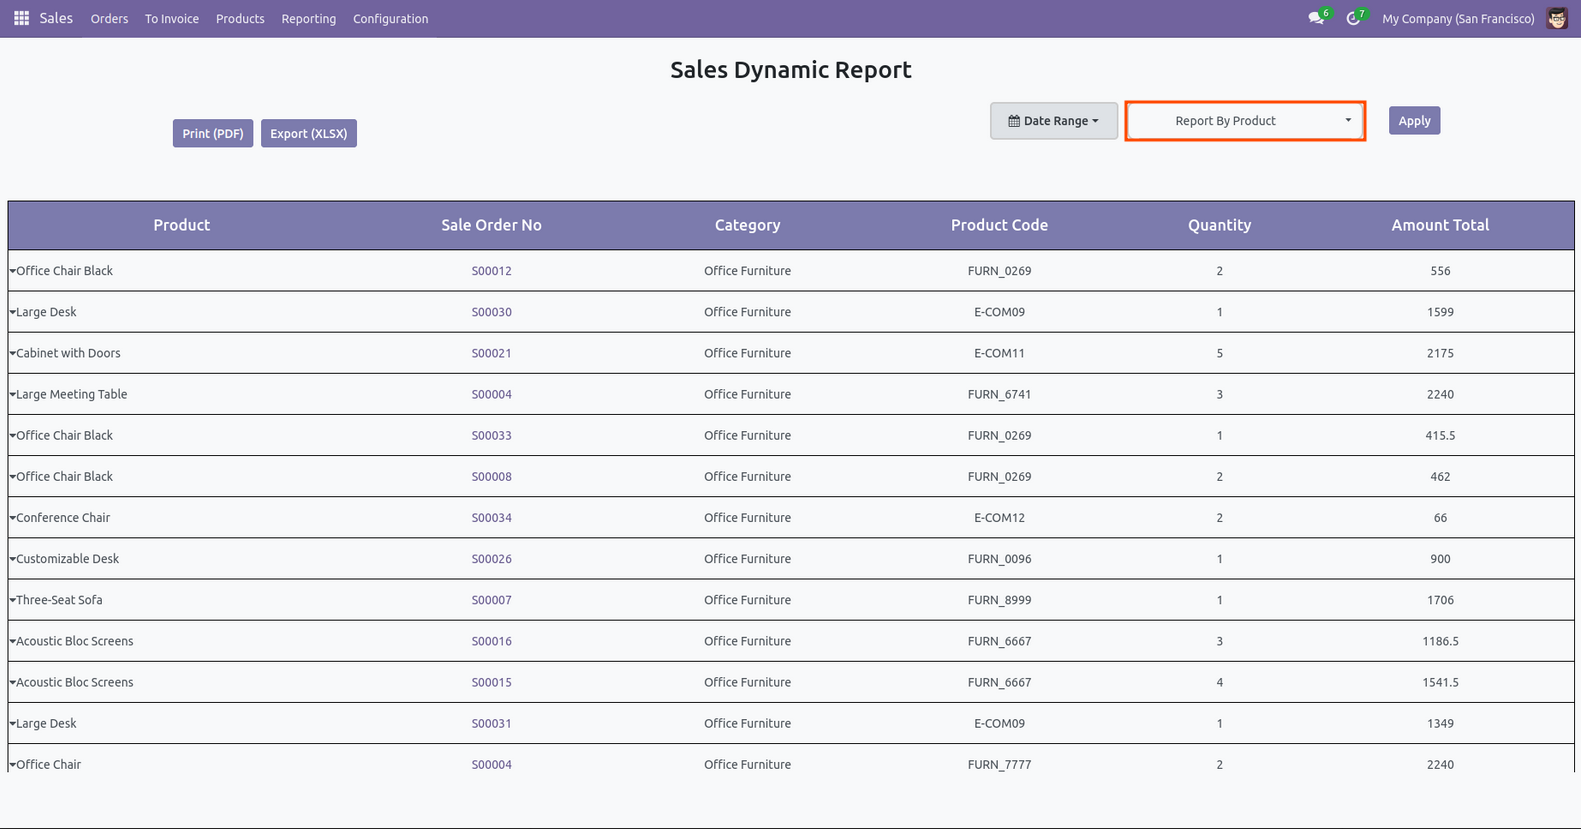 Sales Orders To Invoice Products Reporting Configuration 6 7 My Company (San Francisco)
Sales Dynamic Report
Print (PDF) Export (XLSX) Date Range Report By Product Apply
Product Sale Order No Category Product Code Quantity Amount Total
Office Chair Black S00012 Office Furniture FURN_0269 2 556
Large Desk S00030 Office Furniture E-COM09 1 1599
Cabinet with Doors S00021 Office Furniture E-COM11 5 2175
Large Meeting Table S00004 Office Furniture FURN_6741 3 2240
Office Chair Black S00033 Office Furniture FURN_0269 1 415.5
Office Chair Black S00008 Office Furniture FURN_0269 2 462
Conference Chair S00034 Office Furniture E-COM12 2 66
Customizable Desk S00026 Office Furniture FURN_0096 1 900
Three-Seat Sofa S00007 Office Furniture FURN_8999 1 1706
Acoustic Bloc Screens S00016 Office Furniture FURN_6667 3 1186.5
Acoustic Bloc Screens S00015 Office Furniture FURN_6667 4 1541.5
Large Desk S00031 Office Furniture E-COM09 1 1349
Office Chair S00004 Office Furniture FURN_7777 2 2240